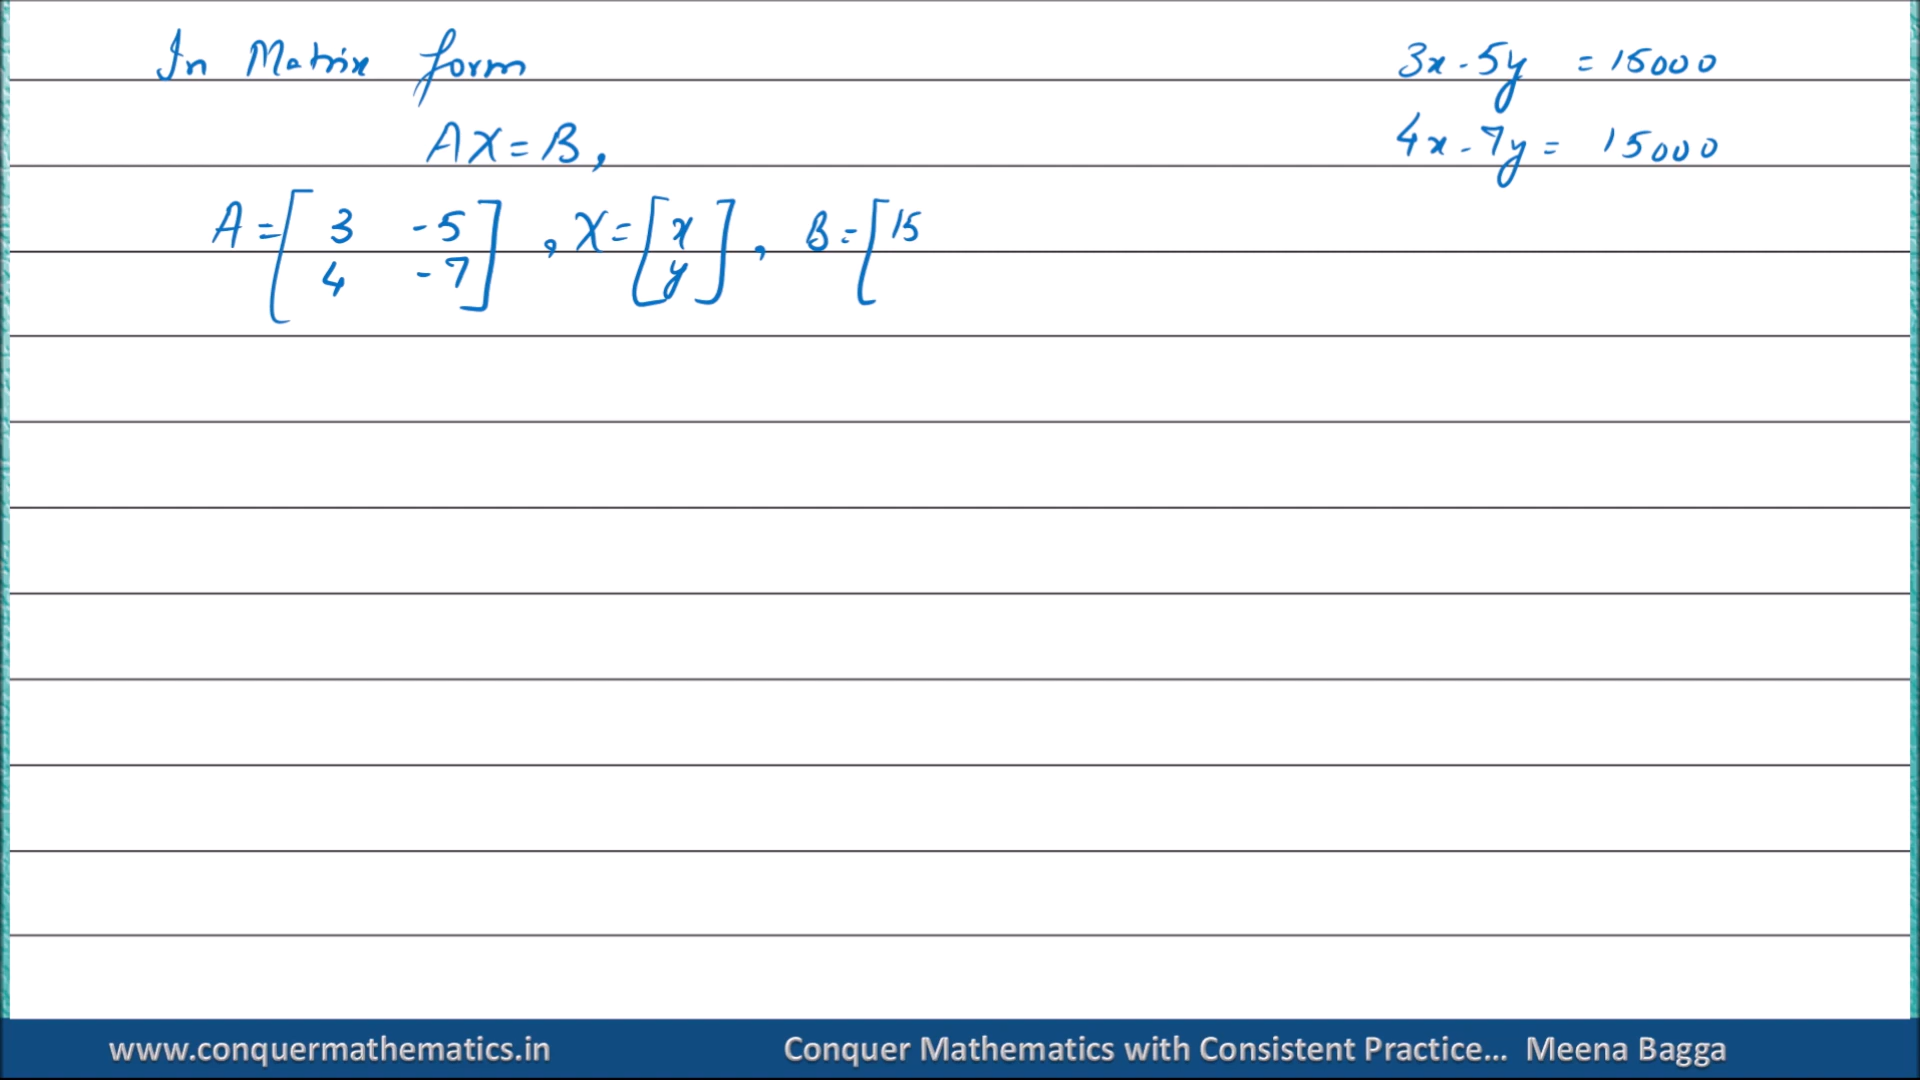 In Matrix form
3x - 5y = 15000
AX = B,
4x - 7y = 15000
A = [ 3 -5 ] , X = [ x ] , B = [ 15
4 -7 y
www.conquermathematics.in
Conquer Mathematics with Consistent Practice... Meena Bagga